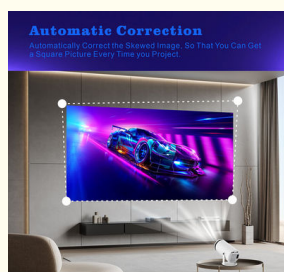 Automatic Correction
Automatically Correct the Skewed Image, So That You Can Get
a Square Picture Every Time you Project.